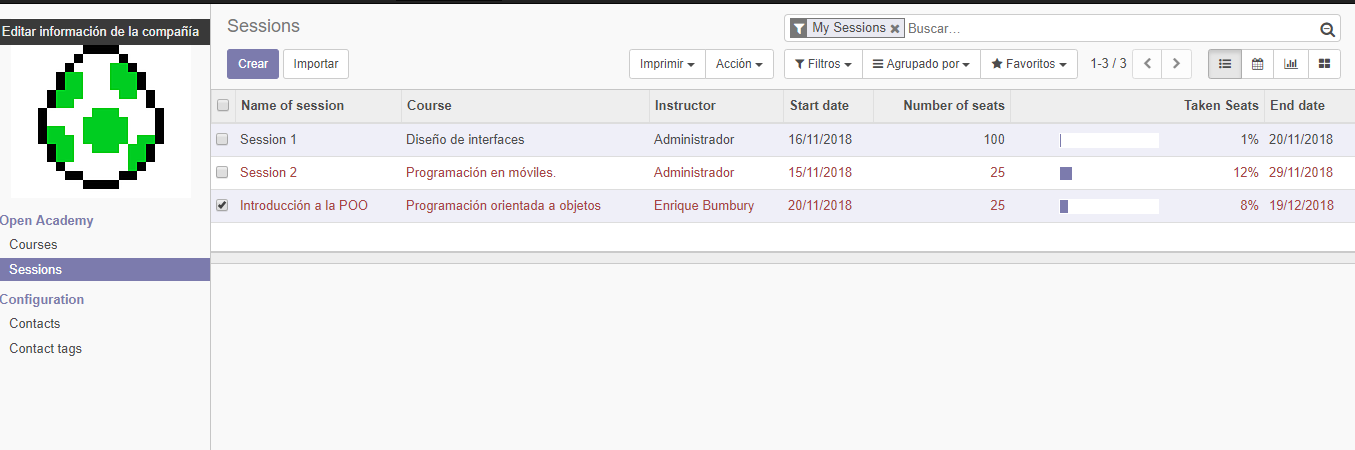 Editar información de la compañía
Open Academy
Courses
Sessions
Configuration
Contacts
Contact tags
Sessions
My Sessions Buscar...
Crear Importar
Imprimir Acción Filtros Agrupado por Favoritos 1-3 / 3
Name of session Course Instructor Start date Number of seats Taken Seats End date
Session 1 Diseño de interfaces Administrador 16/11/2018 100 1% 20/11/2018
Session 2 Programación en móviles. Administrador 15/11/2018 25 12% 29/11/2018
Introducción a la POO Programación orientada a objetos Enrique Bumbury 20/11/2018 25 8% 19/12/2018